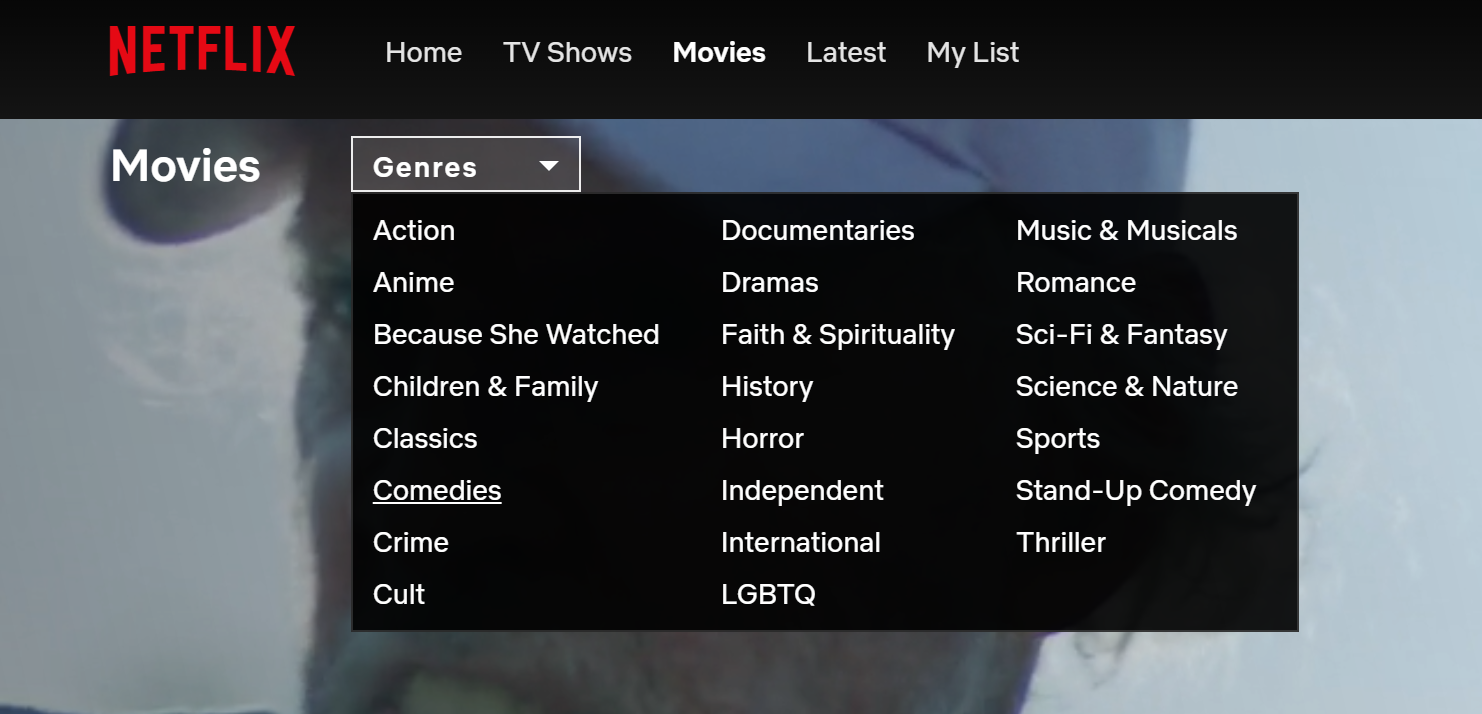 NETFLIX Home TV Shows Movies Latest My List
Movies Genres
Action Documentaries Music & Musicals
Anime Dramas Romance
Because She Watched Faith & Spirituality Sci-Fi & Fantasy
Children & Family History Science & Nature
Classics Horror Sports
Comedies Independent Stand-Up Comedy
Crime International Thriller
Cult LGBTQ